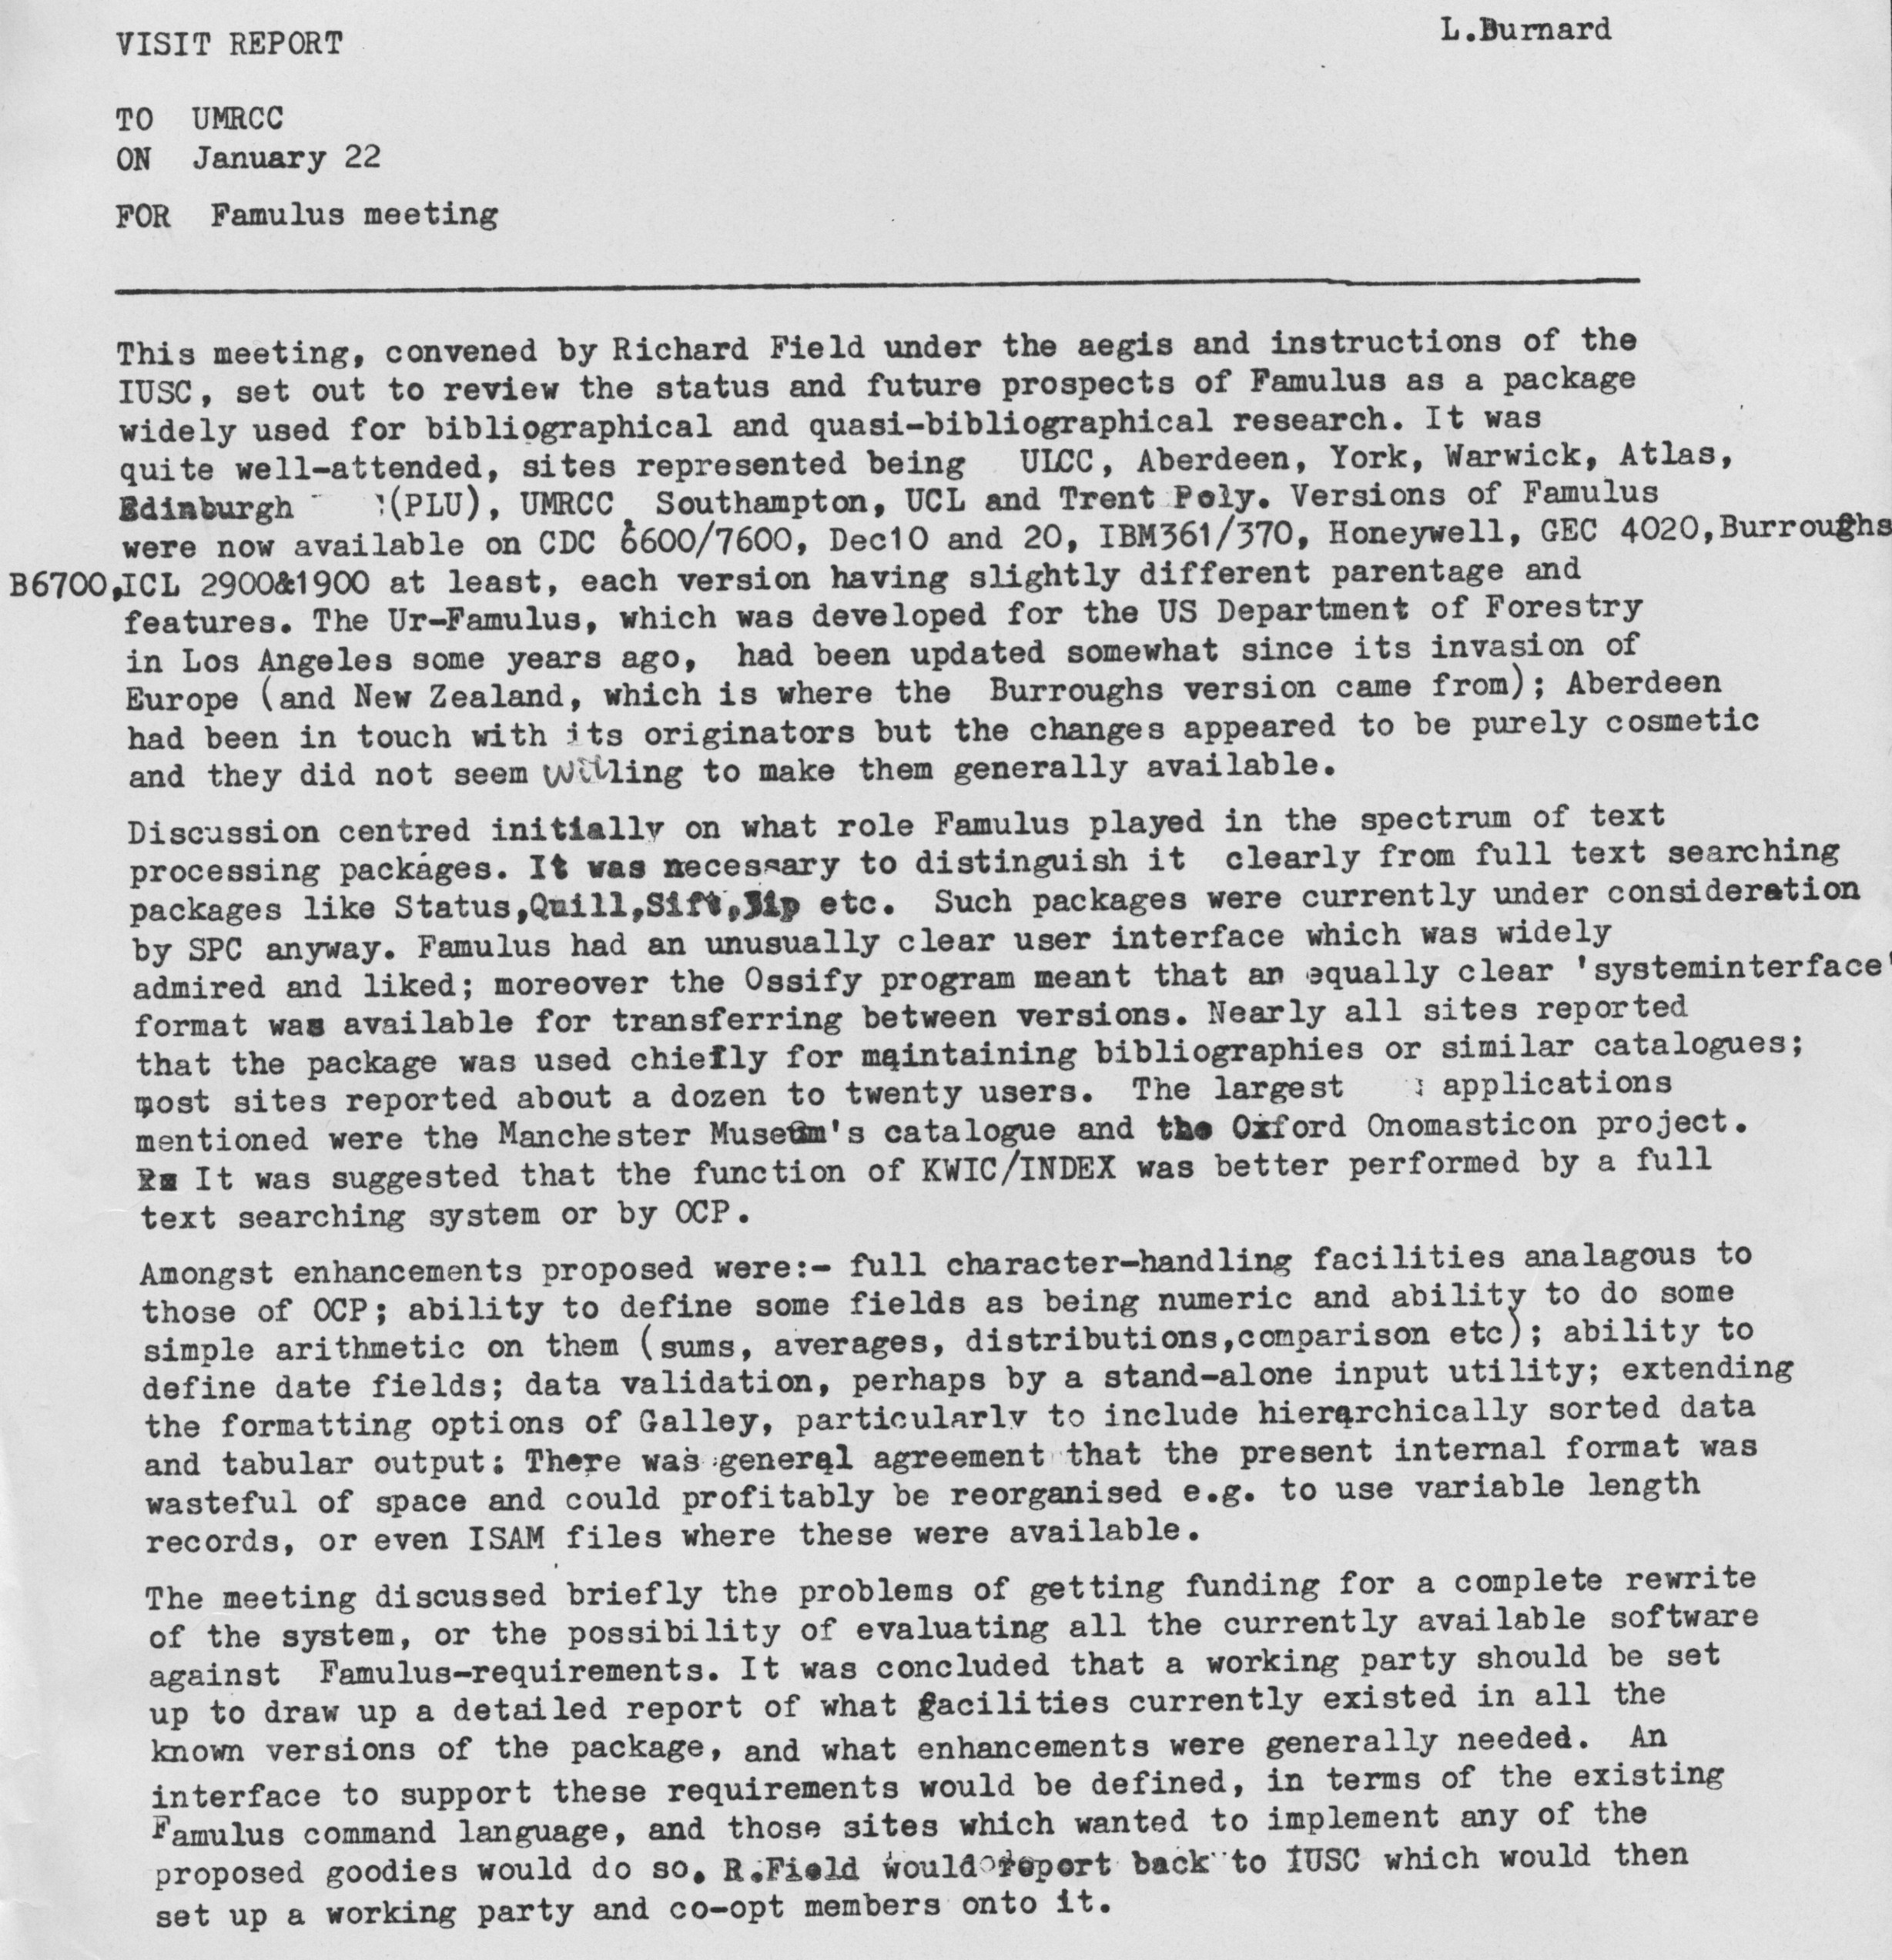 L.Burnard
VISIT REPORT
TO UMRCC
ON January 22
FOR Famulus meeting
This meeting, convened by Richard Field under the aegis and instructions of the
IUSC, set out to review the status and future prospects of Famulus as a package
widely used for bibliographical and quasi-bibliographical research. It was
quite well-attended, sites represented being ULCC, Aberdeen, York, Warwick, Atlas,
Edinburgh (PLU), UMRCC, Southampton, UCL and Trent Poly. Versions of Famulus
were now available on CDC 6600/7600, Dec10 and 20, IBM361/370, Honeywell, GEC 4020,Burroughs
B6700,ICL 2900&1900 at least, each version having slightly different parentage and
features. The Ur-Famulus, which was developed for the US Department of Forestry
in Los Angeles some years ago, had been updated somewhat since its invasion of
Europe (and New Zealand, which is where the Burroughs version came from); Aberdeen
had been in touch with its originators but the changes appeared to be purely cosmetic
and they did not seem willing to make them generally available.
Discussion centred initially on what role Famulus played in the spectrum of text
processing packages. It was necessary to distinguish it clearly from full text searching
packages like Status,Quill,Sift, etc. Such packages were currently under consideration
by SPC anyway. Famulus had an unusually clear user interface which was widely
admired and liked; moreover the Ossify program meant that an equally clear 'systeminterface'
format was available for transferring between versions. Nearly all sites reported
that the package was used chiefly for maintaining bibliographies or similar catalogues;
most sites reported about a dozen to twenty users. The largest applications
mentioned were the Manchester Museum's catalogue and the Oxford Onomasticon project.
It was suggested that the function of KWIC/INDEX was better performed by a full
text searching system or by OCP.
Amongst enhancements proposed were:- full character-handling facilities analagous to
those of OCP; ability to define some fields as being numeric and ability to do some
simple arithmetic on them (sums, averages, distributions,comparison etc); ability to
define date fields; data validation, perhaps by a stand-alone input utility; extending
the formatting options of Galley, particularly to include hierarchically sorted data
and tabular output: There was general agreement that the present internal format was
wasteful of space and could profitably be reorganised e.g. to use variable length
records, or even ISAM files where these were available.
The meeting discussed briefly the problems of getting funding for a complete rewrite
of the system, or the possibility of evaluating all the currently available software
against Famulus-requirements. It was concluded that a working party should be set
up to draw up a detailed report of what facilities currently existed in all the
known versions of the package, and what enhancements were generally needed. An
interface to support these requirements would be defined, in terms of the existing
Famulus command language, and those sites which wanted to implement any of the
proposed goodies would do so. R.Field would report back to IUSC which would then
set up a working party and co-opt members onto it.